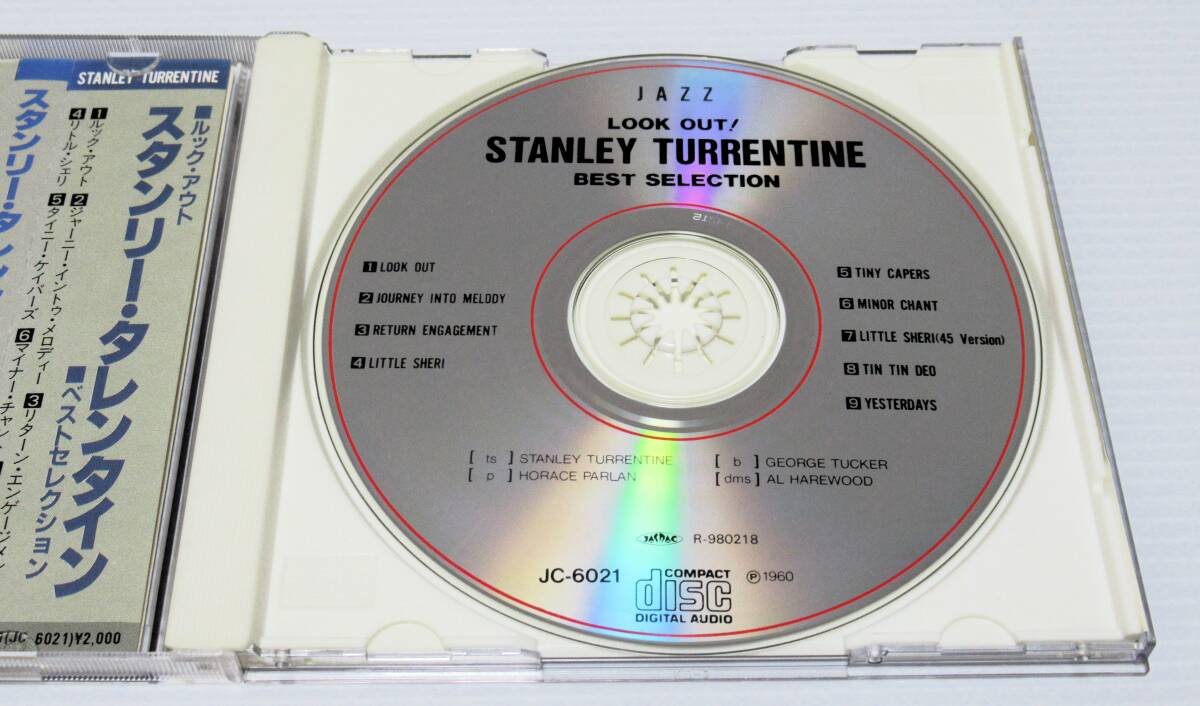 STANLEY TURRENTINE
■ルック・アウト
スタンリー・タレンタイン
■ベストセレクション
1ルック・アウト 2ジャーニー・イントゥ・メロディー 3リターン・エンゲージメン
4リトル・シェリ 5タイニー・ケイパーズ 6マイナー・チャント
スタンリー・タレン
(JC-6021)¥2,000
JAZZ
LOOK OUT!
STANLEY TURRENTINE
BEST SELECTION
1 LOOK OUT
2 JOURNEY INTO MELODY
3 RETURN ENGAGEMENT
4 LITTLE SHERI
5 TINY CAPERS
6 MINOR CHANT
7 LITTLE SHERI(45 Version)
8 TIN TIN DEO
9 YESTERDAYS
[ ts ] STANLEY TURRENTINE
[ p ] HORACE PARLAN
[ b ] GEORGE TUCKER
[dms] AL HAREWOOD
JASRAC R-980218
JC-6021
COMPACT
disc
DIGITAL AUDIO
Ⓟ1960